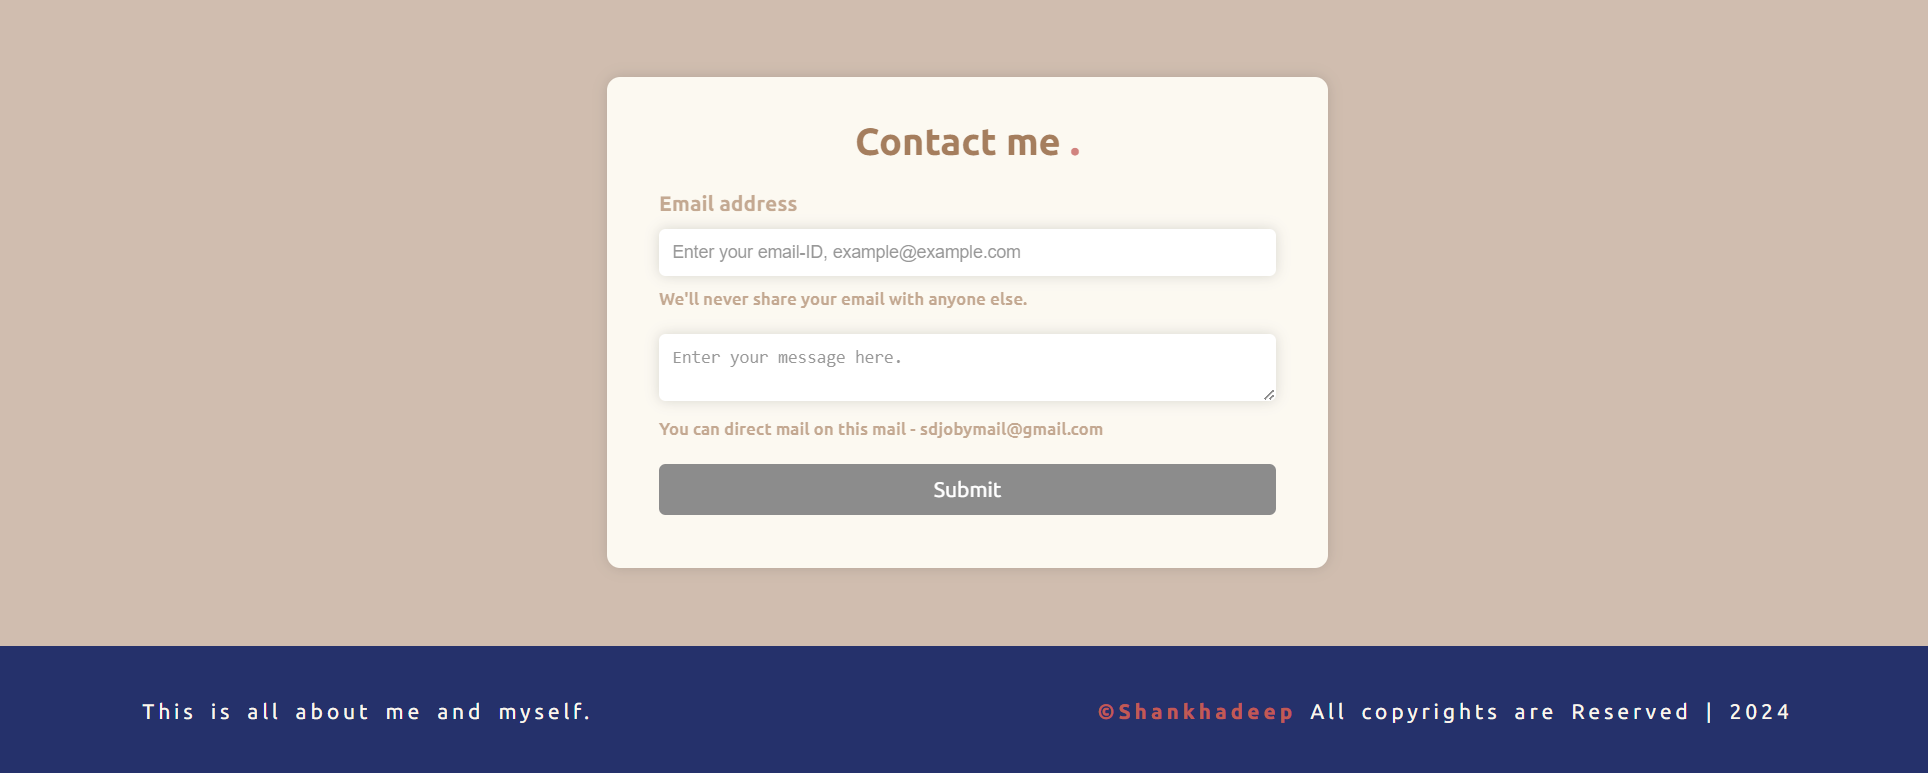 Contact me .
Email address
Enter your email-ID, example@example.com
We'll never share your email with anyone else.
Enter your message here.
You can direct mail on this mail - sdjobymail@gmail.com
Submit
This is all about me and myself.
©Shankhadeep All copyrights are Reserved | 2024